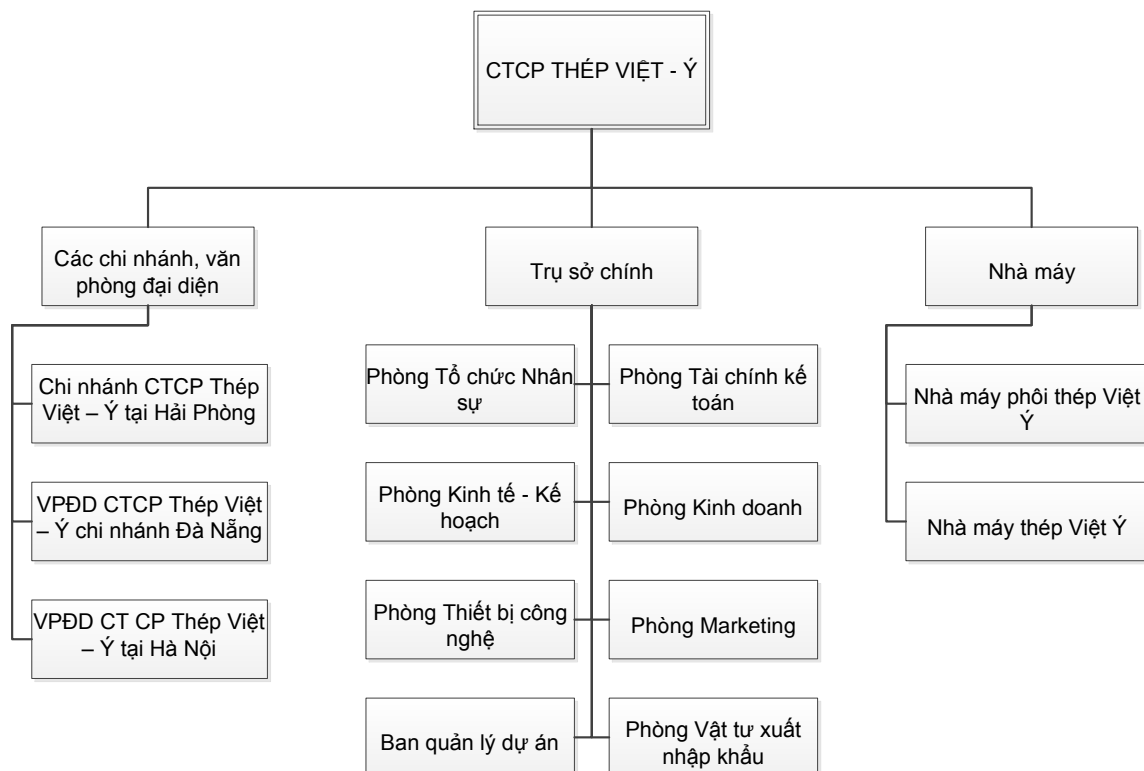 CTCP THÉP VIỆT - Ý
Các chi nhánh, văn
phòng đại diện
Trụ sở chính
Nhà máy
Chi nhánh CTCP Thép
Việt – Ý tại Hải Phòng
VPĐD CTCP Thép Việt
– Ý chi nhánh Đà Nẵng
VPĐD CT CP Thép Việt
– Ý tại Hà Nội
Phòng Tổ chức Nhân
sự
Phòng Tài chính kế
toán
Phòng Kinh tế - Kế
hoạch
Phòng Kinh doanh
Phòng Thiết bị công
nghệ
Phòng Marketing
Ban quản lý dự án
Phòng Vật tư xuất
nhập khẩu
Nhà máy phôi thép Việt
Ý
Nhà máy thép Việt Ý